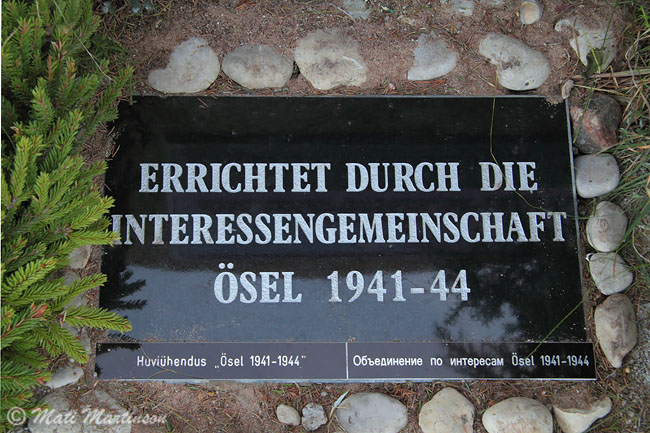 ERRICHTET DURCH DIE
INTERESSENGEMEINSCHAFT
ÖSEL 1941-44
Huviühendus „Ösel 1941-1944"
Объединение по интересам Ösel 1941-1944
© Mati Martinson